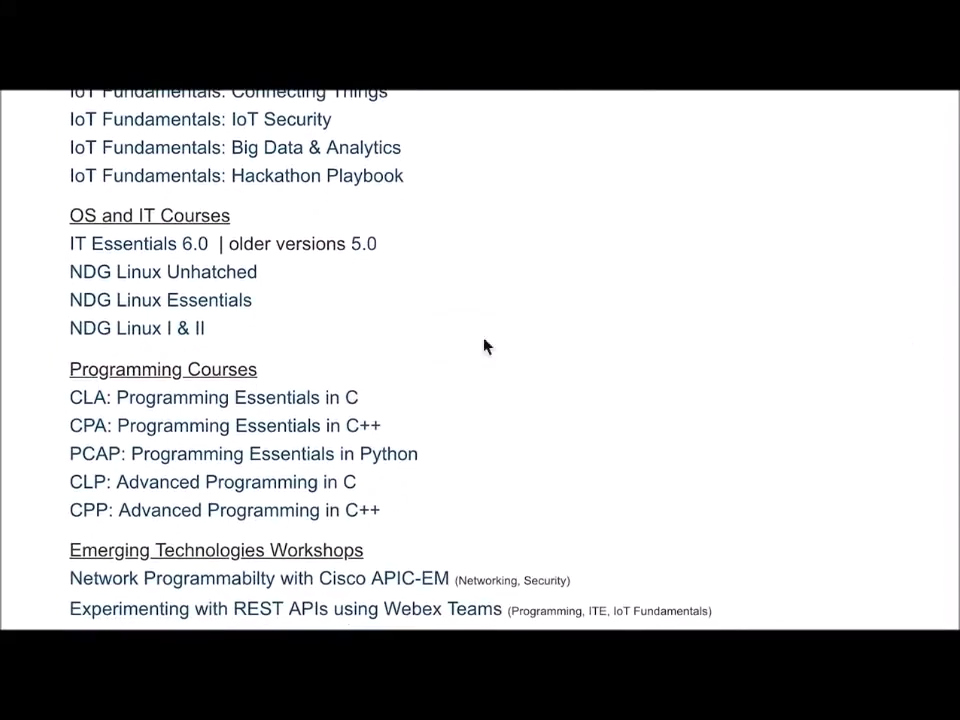 IoT Fundamentals: Connecting Things
IoT Fundamentals: IoT Security
IoT Fundamentals: Big Data & Analytics
IoT Fundamentals: Hackathon Playbook
OS and IT Courses
IT Essentials 6.0 | older versions 5.0
NDG Linux Unhatched
NDG Linux Essentials
NDG Linux I & II
Programming Courses
CLA: Programming Essentials in C
CPA: Programming Essentials in C++
PCAP: Programming Essentials in Python
CLP: Advanced Programming in C
CPP: Advanced Programming in C++
Emerging Technologies Workshops
Network Programmabilty with Cisco APIC-EM (Networking, Security)
Experimenting with REST APIs using Webex Teams (Programming, ITE, IoT Fundamentals)